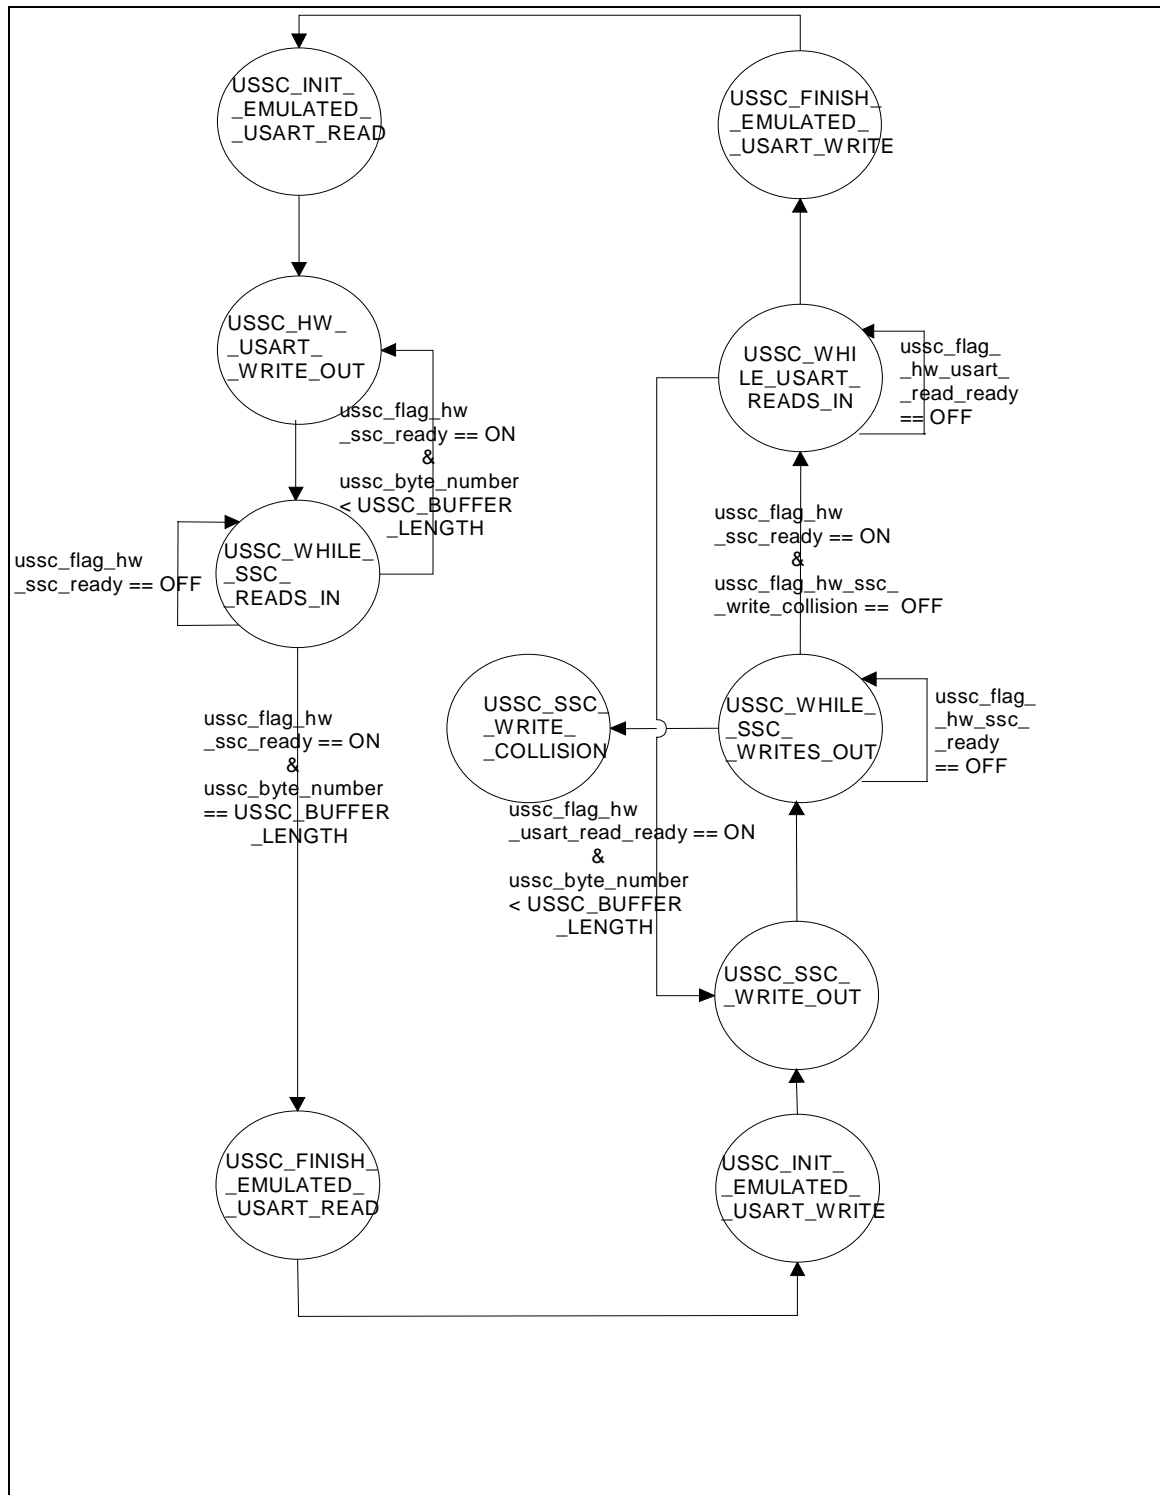 USSC_INIT_
_EMULATED_
_USART_READ
USSC_FINISH_
_EMULATED_
_USART_WRITE
USSC_HW_
_USART_
_WRITE_OUT
USSC_WHI
LE_USART_
READS_IN
ussc_flag_
_hw_usart_
_read_ready
== OFF
ussc_flag_hw
_ssc_ready == ON
&
ussc_byte_number
< USSC_BUFFER
_LENGTH
ussc_flag_hw
_ssc_ready == OFF
USSC_WHILE_
_SSC_
_READS_IN
ussc_flag_hw
_ssc_ready == ON
&
ussc_flag_hw_ssc_
_write_collision == OFF
ussc_flag_hw
_ssc_ready == ON
&
ussc_byte_number
== USSC_BUFFER
_LENGTH
USSC_SSC_
_WRITE_
_COLLISION
USSC_WHILE_
_SSC_
_WRITES_OUT
ussc_flag_
_hw_ssc_
_ready
== OFF
ussc_flag_hw
_usart_read_ready == ON
&
ussc_byte_number
< USSC_BUFFER
_LENGTH
USSC_SSC_
_WRITE_OUT
USSC_FINISH_
_EMULATED_
_USART_READ
USSC_INIT_
_EMULATED_
_USART_WRITE